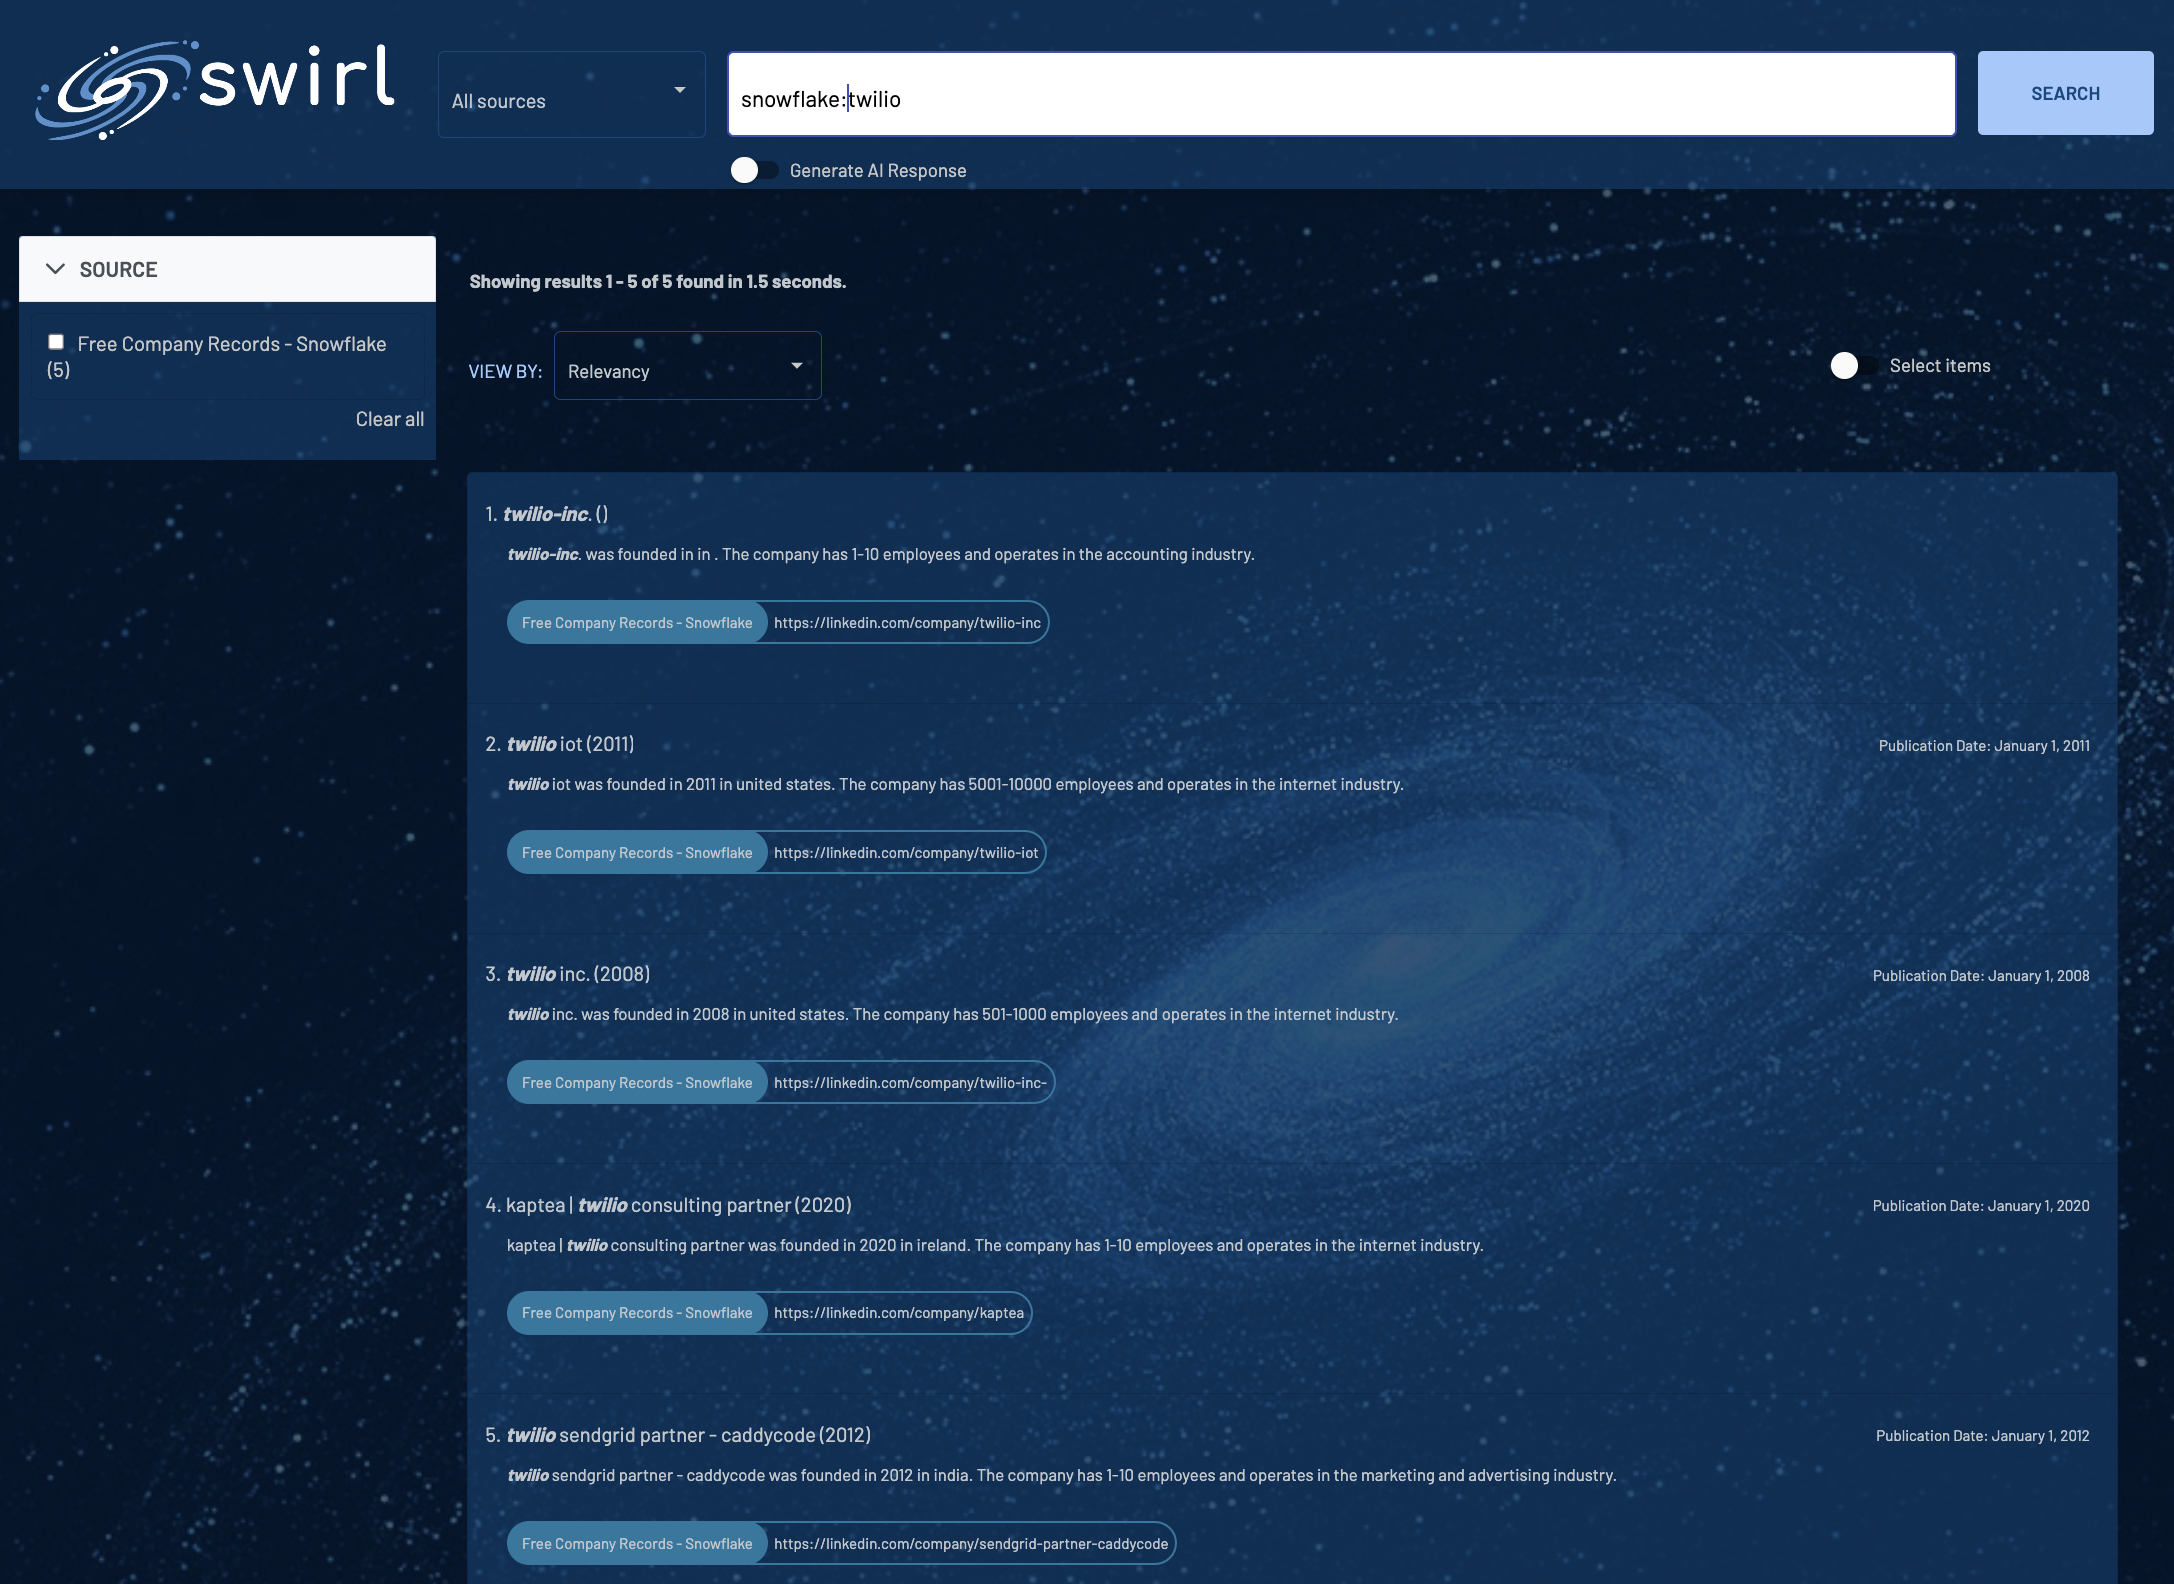 swirl
All sources
snowflake:twilio
SEARCH
Generate AI Response
SOURCE
Free Company Records - Snowflake
(5)
Clear all
Showing results 1 - 5 of 5 found in 1.5 seconds.
VIEW BY: Relevancy
Select items
1. twilio-inc. ()
twilio-inc. was founded in in . The company has 1-10 employees and operates in the accounting industry.
Free Company Records - Snowflake https://linkedin.com/company/twilio-inc
2. twilio iot (2011)
Publication Date: January 1, 2011
twilio iot was founded in 2011 in united states. The company has 5001-10000 employees and operates in the internet industry.
Free Company Records - Snowflake https://linkedin.com/company/twilio-iot
3. twilio inc. (2008)
Publication Date: January 1, 2008
twilio inc. was founded in 2008 in united states. The company has 501-1000 employees and operates in the internet industry.
Free Company Records - Snowflake https://linkedin.com/company/twilio-inc-
4. kaptea | twilio consulting partner (2020)
Publication Date: January 1, 2020
kaptea | twilio consulting partner was founded in 2020 in ireland. The company has 1-10 employees and operates in the internet industry.
Free Company Records - Snowflake https://linkedin.com/company/kaptea
5. twilio sendgrid partner - caddycode (2012)
Publication Date: January 1, 2012
twilio sendgrid partner - caddycode was founded in 2012 in india. The company has 1-10 employees and operates in the marketing and advertising industry.
Free Company Records - Snowflake https://linkedin.com/company/sendgrid-partner-caddycode